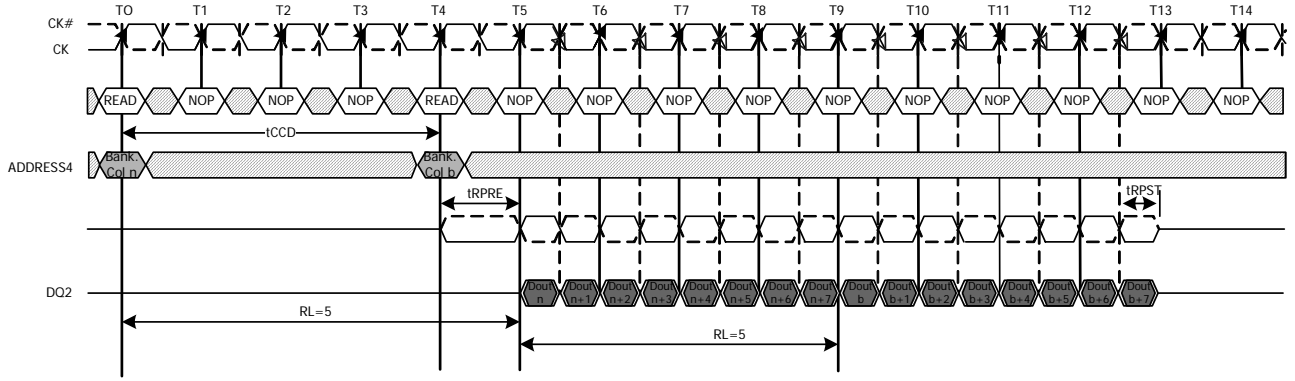 CK#
CK
T0 T1 T2 T3 T4 T5 T6 T7 T8 T9 T10 T11 T12 T13 T14
READ NOP NOP NOP READ NOP NOP NOP NOP NOP NOP NOP NOP NOP NOP
tCCD
ADDRESS4
Bank.
Col n
Bank.
Col b
tRPRE
tRPST
DQ2
Dout
n
Dout
n+1
Dout
n+2
Dout
n+3
Dout
n+4
Dout
n+5
Dout
n+6
Dout
n+7
Dout
b
Dout
b+1
Dout
b+2
Dout
b+3
Dout
b+4
Dout
b+5
Dout
b+6
Dout
b+7
RL=5
RL=5